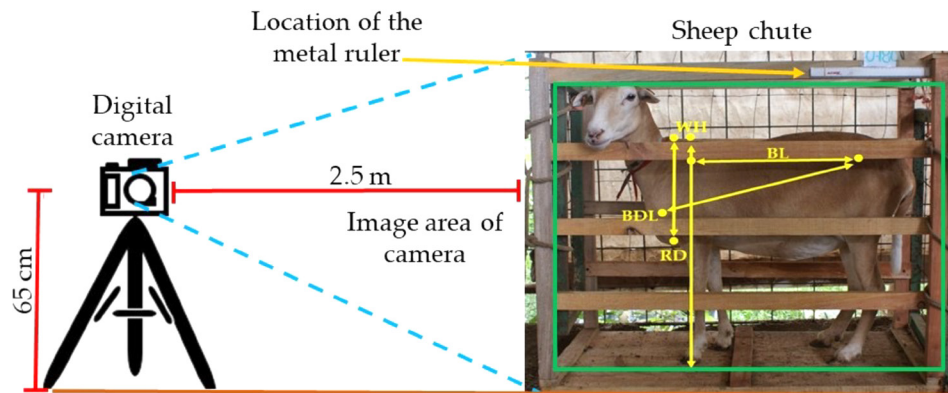 Location of the
metal ruler
Sheep chute
Digital
camera
2.5 m
Image area of
camera
65 cm
WH
BL
BDL
RD